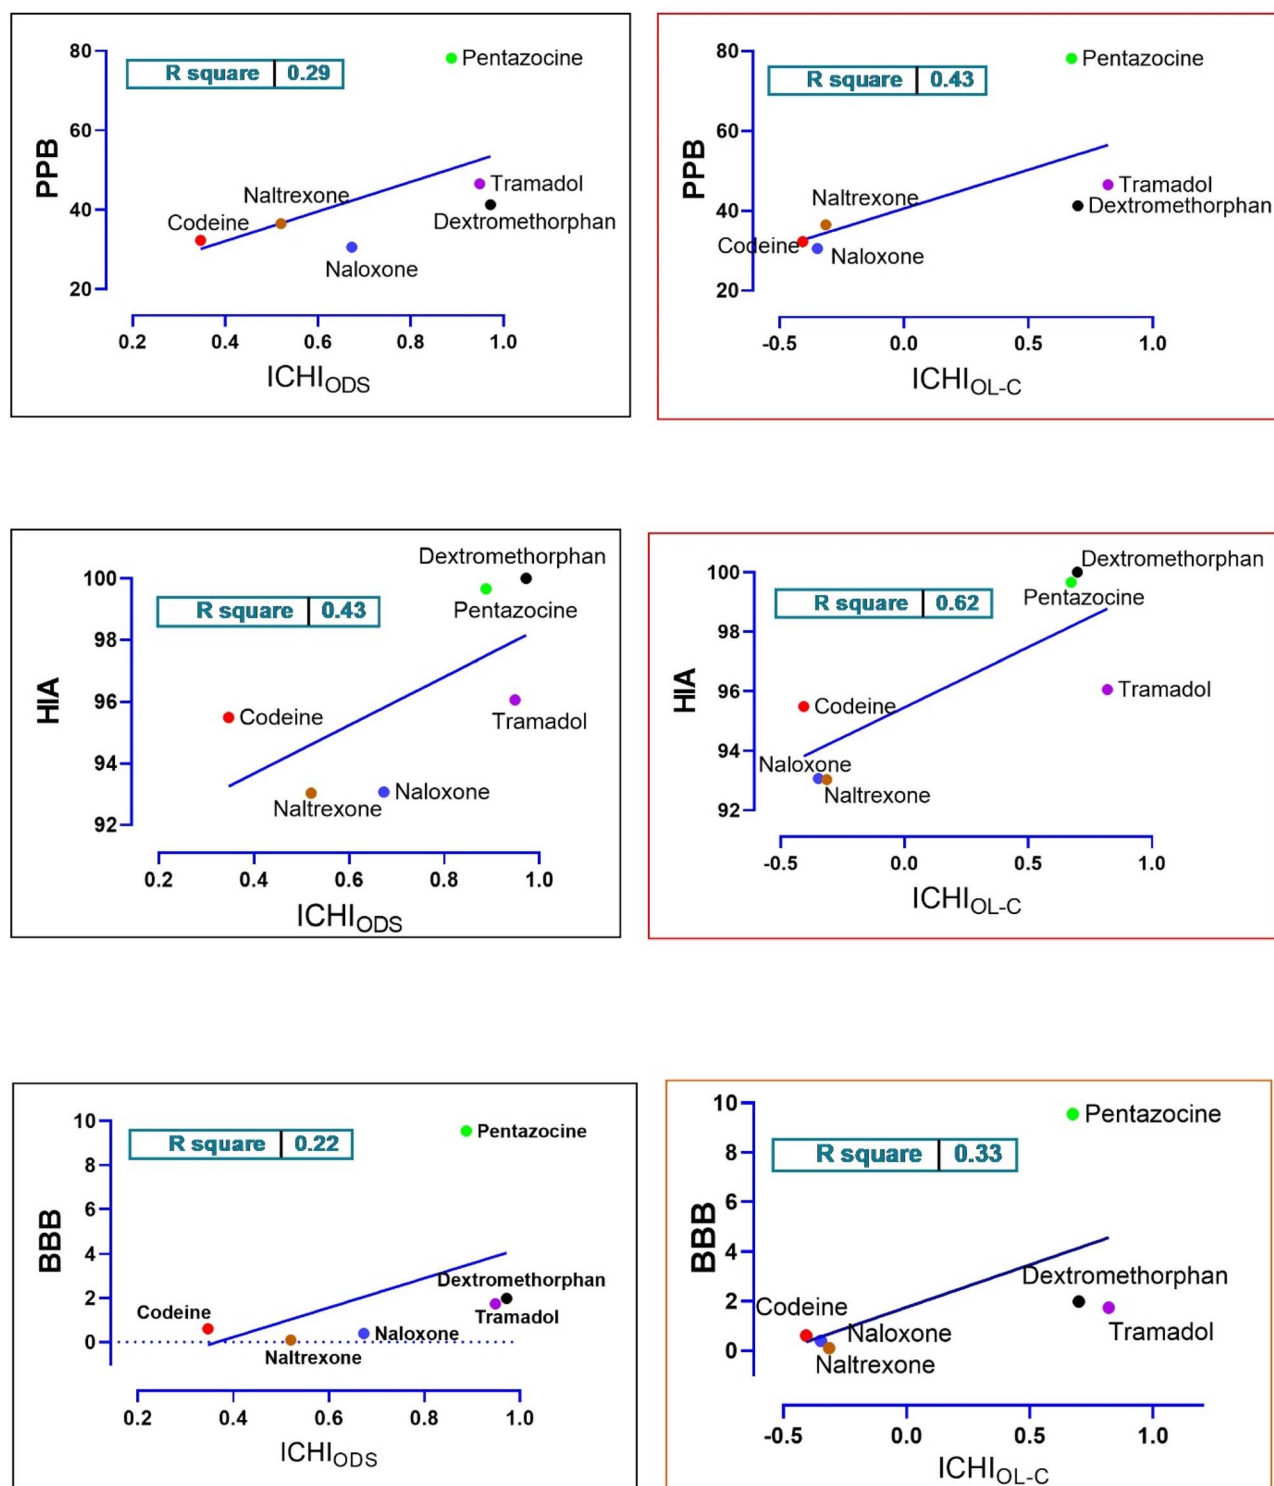 80
R square 0.29
Pentazocine
60
PPB
Naltrexone
Tramadol
40
Codeine
Dextromethorphan
Naloxone
20
0.2 0.4 0.6 0.8 1.0
ICHIODS
80
Pentazocine
R square 0.43
60
PPB
Naltrexone
Tramadol
40
Dextromethorphan
Codeine
Naloxone
20
-0.5 0.0 0.5 1.0
ICHIOL-C
Dextromethorphan
100
R square 0.43
Pentazocine
98
HIA
96
Codeine
Tramadol
94
Naloxone
Naltrexone
92
0.2 0.4 0.6 0.8 1.0
ICHIODS
Dextromethorphan
100
R square 0.62
Pentazocine
98
HIA
96
Tramadol
Codeine
94
Naloxone
Naltrexone
92
-0.5 0.0 0.5 1.0
ICHIOL-C
10
R square 0.22
Pentazocine
8
6
BBB
4
Dextromethorphan
2
Codeine
Tramadol
Naloxone
0
Naltrexone
0.2 0.4 0.6 0.8 1.0
ICHIODS
10
Pentazocine
R square 0.33
8
6
BBB
4
Dextromethorphan
2
Codeine
Naloxone
Tramadol
0
Naltrexone
-0.5 0.0 0.5 1.0
ICHIOL-C